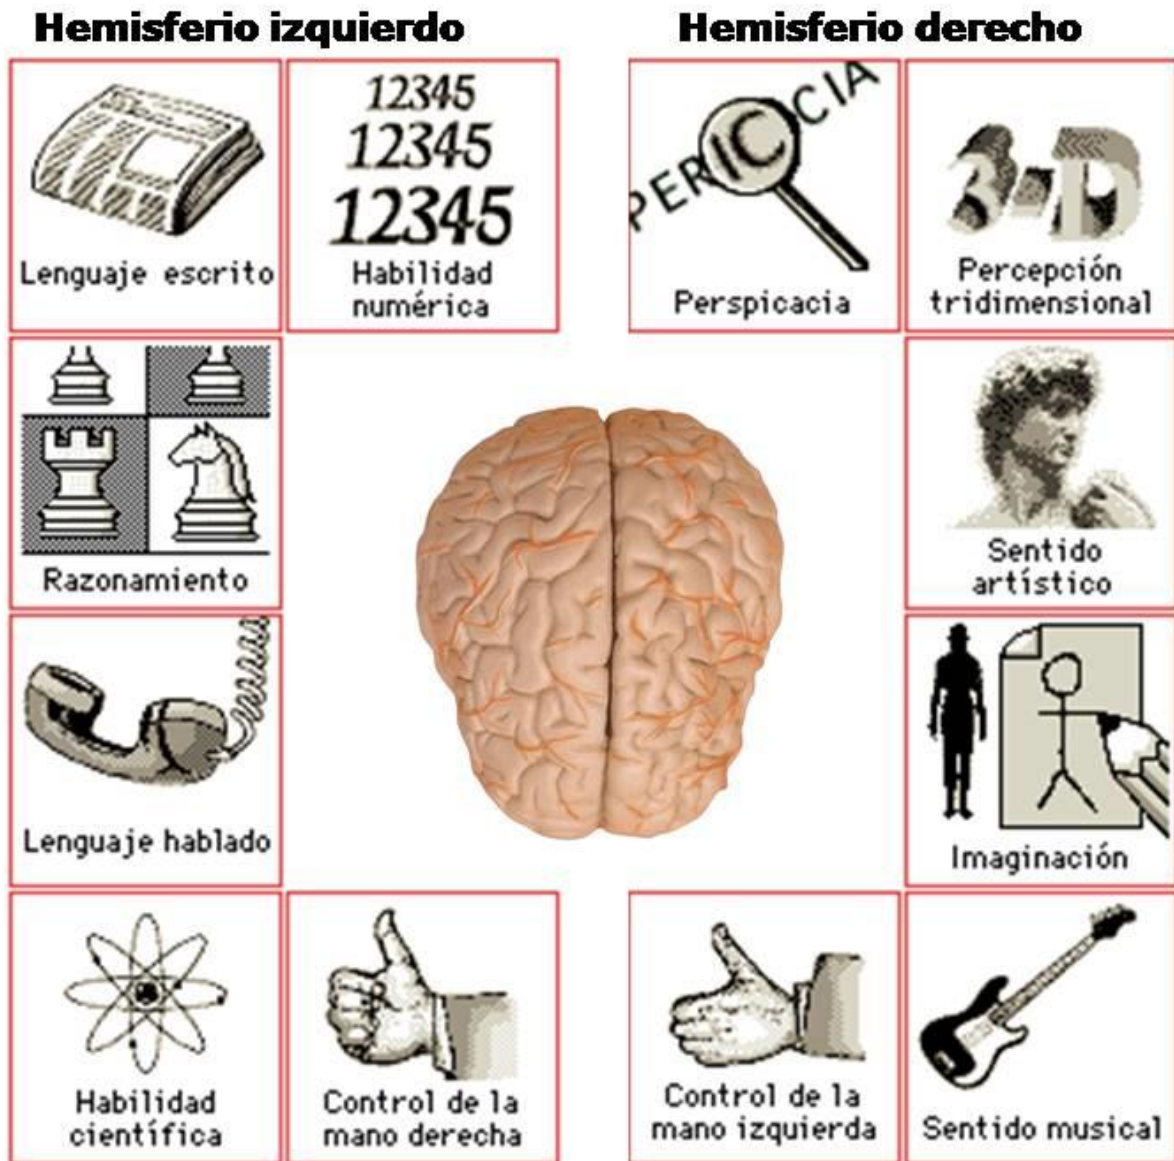 Hemisferio izquierdo
Hemisferio derecho
Lenguaje escrito
12345
12345
12345
Habilidad
numérica
PERICICIA
Perspicacia
3-D
Percepción
tridimensional
Razonamiento
Sentido
artístico
Lenguaje hablado
Imaginación
Habilidad
científica
Control de la
mano derecha
Control de la
mano izquierda
Sentido musical